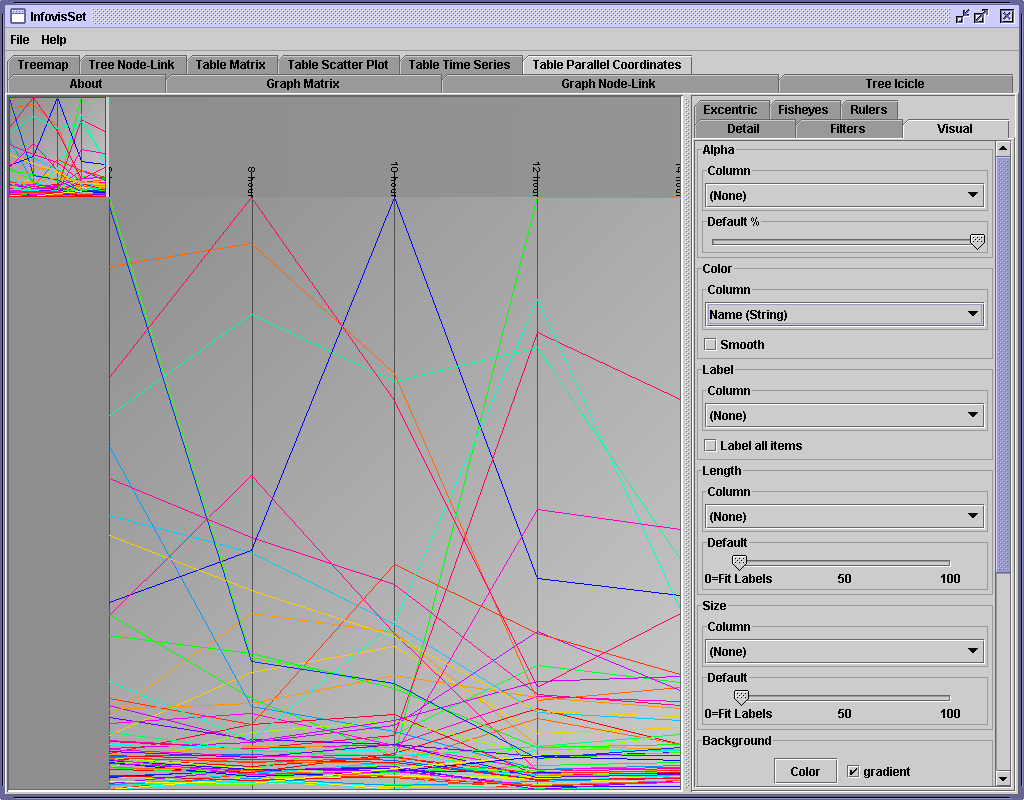 InfovisSet
File Help
Treemap Tree Node-Link Table Matrix Table Scatter Plot Table Time Series Table Parallel Coordinates
About Graph Matrix Graph Node-Link Tree Icicle
8 hour
10 hour
12 hour
Excentric Fisheyes Rulers
Detail Filters Visual
Alpha
Column
(None)
Default %
Color
Column
Name (String)
Smooth
Label
Column
(None)
Label all items
Length
Column
(None)
Default
0=Fit Labels 50 100
Size
Column
(None)
Default
0=Fit Labels 50 100
Background
Color gradient